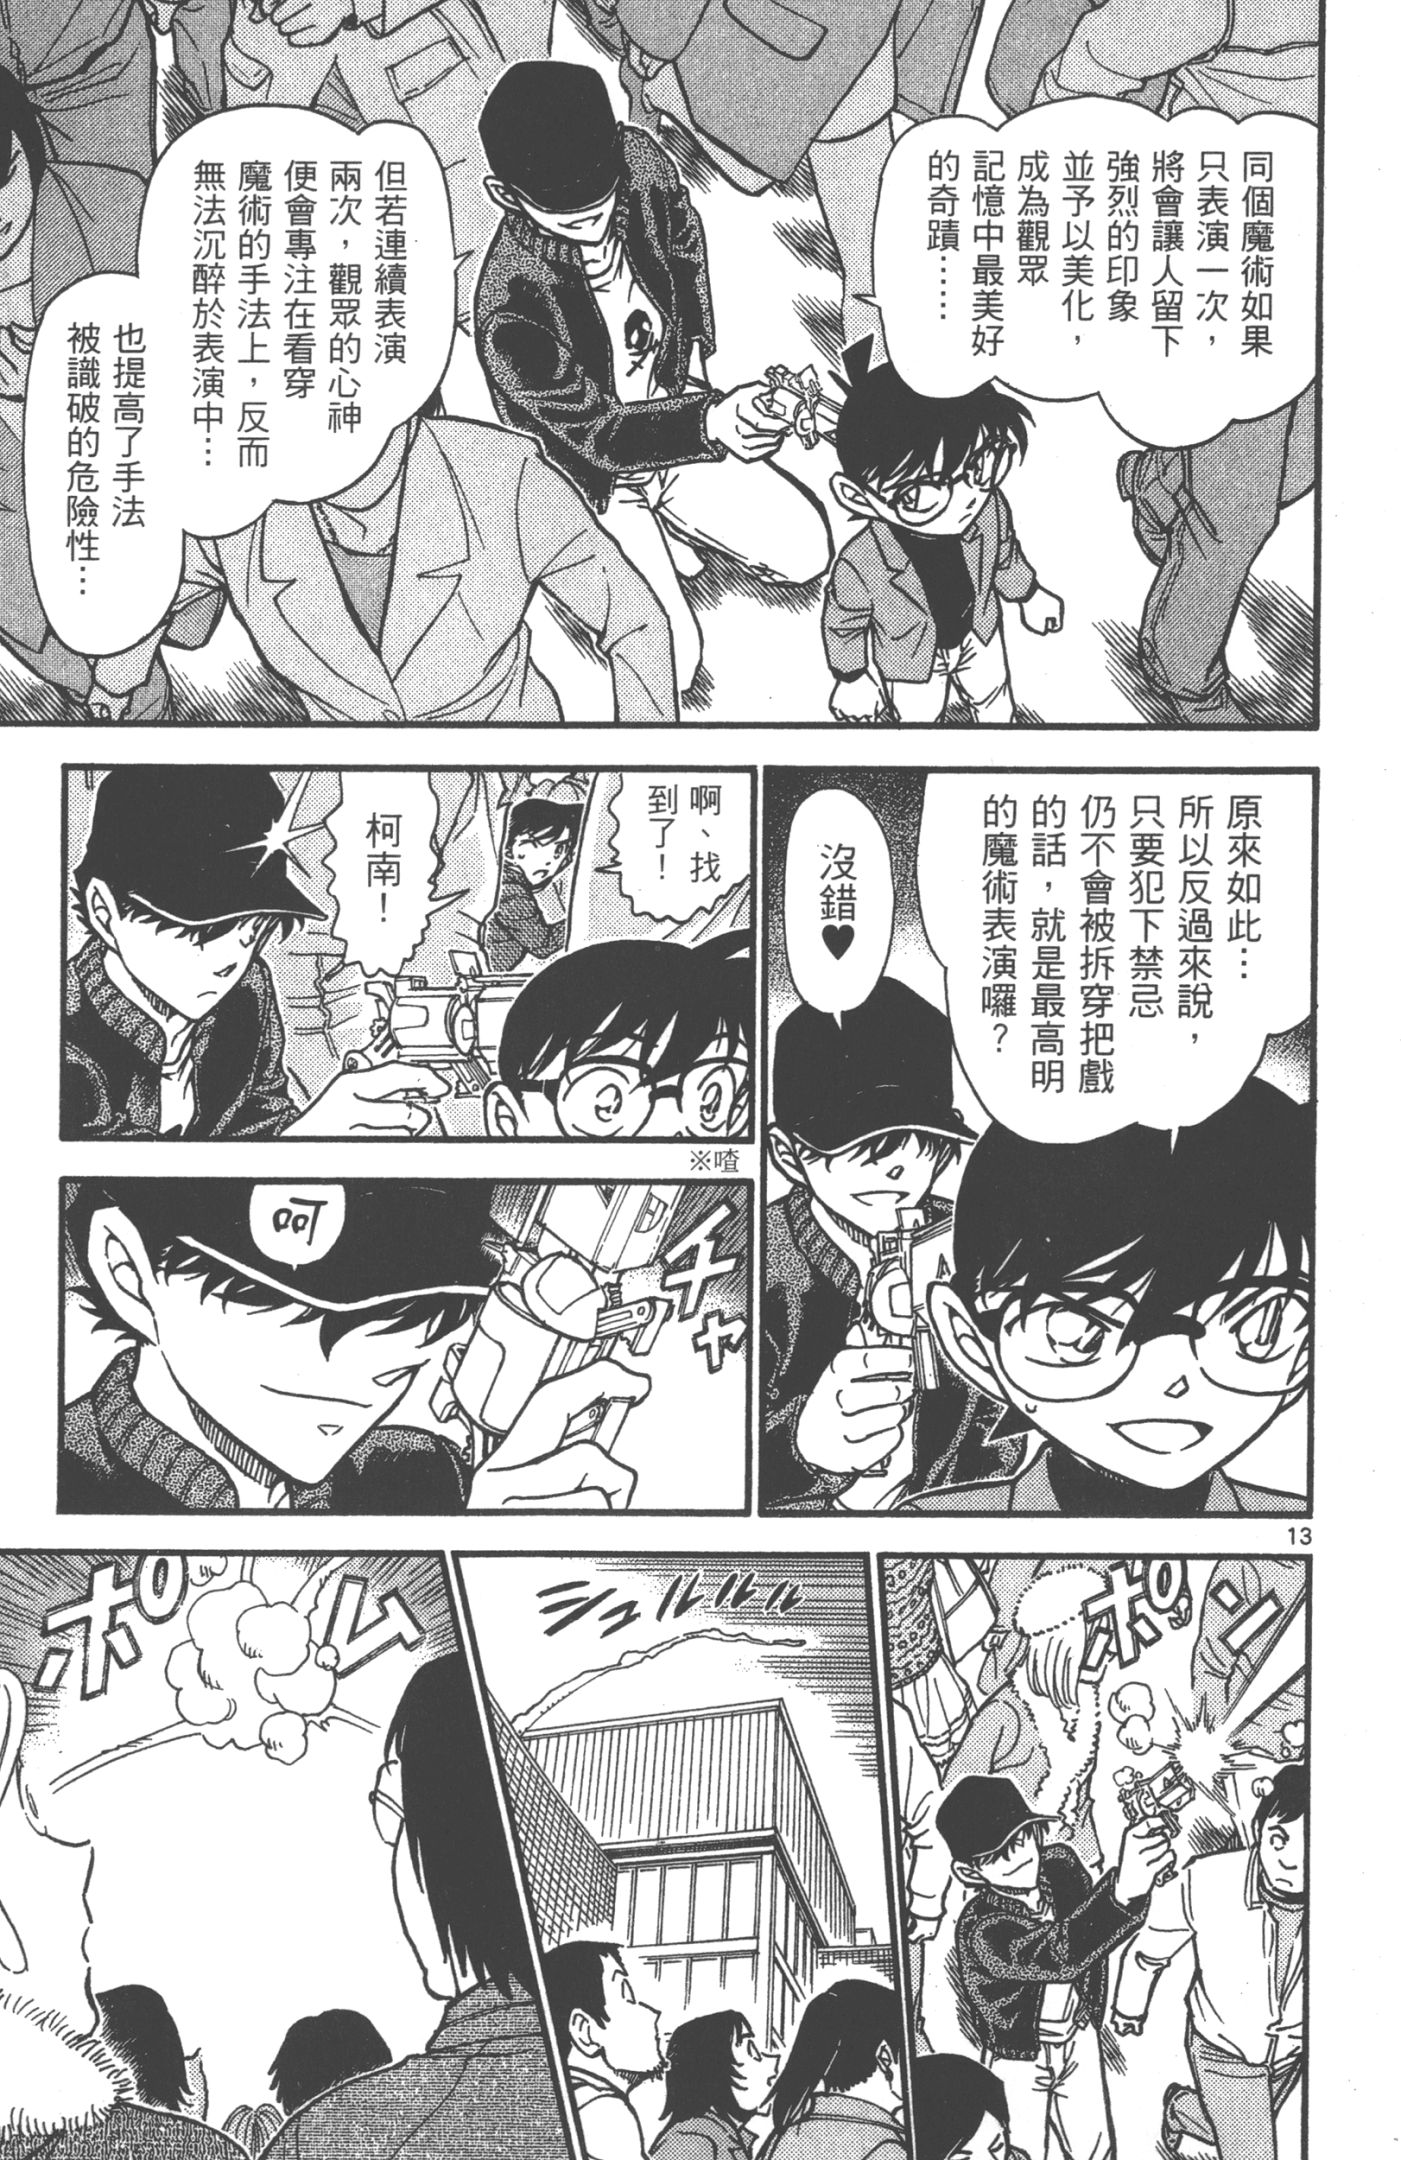 同個魔術如果
只表演一次，
將會讓人留下
強烈的印象
並予以美化，
成為觀眾
記憶中最美好
的奇蹟……
但若連續表演
兩次，觀眾的心神
便會專注在看穿
魔術的手法上，反而
無法沉醉於表演中…
也提高了手法
被識破的危險性…
原來如此…
所以反過來說，
只要犯下禁忌
仍不會被拆穿把戲
的話，就是最高明
的魔術表演囉？
沒錯♥
啊、找
到了！
柯南！
※喳
チャ
呵
13
ポン
シュルルル
ポム